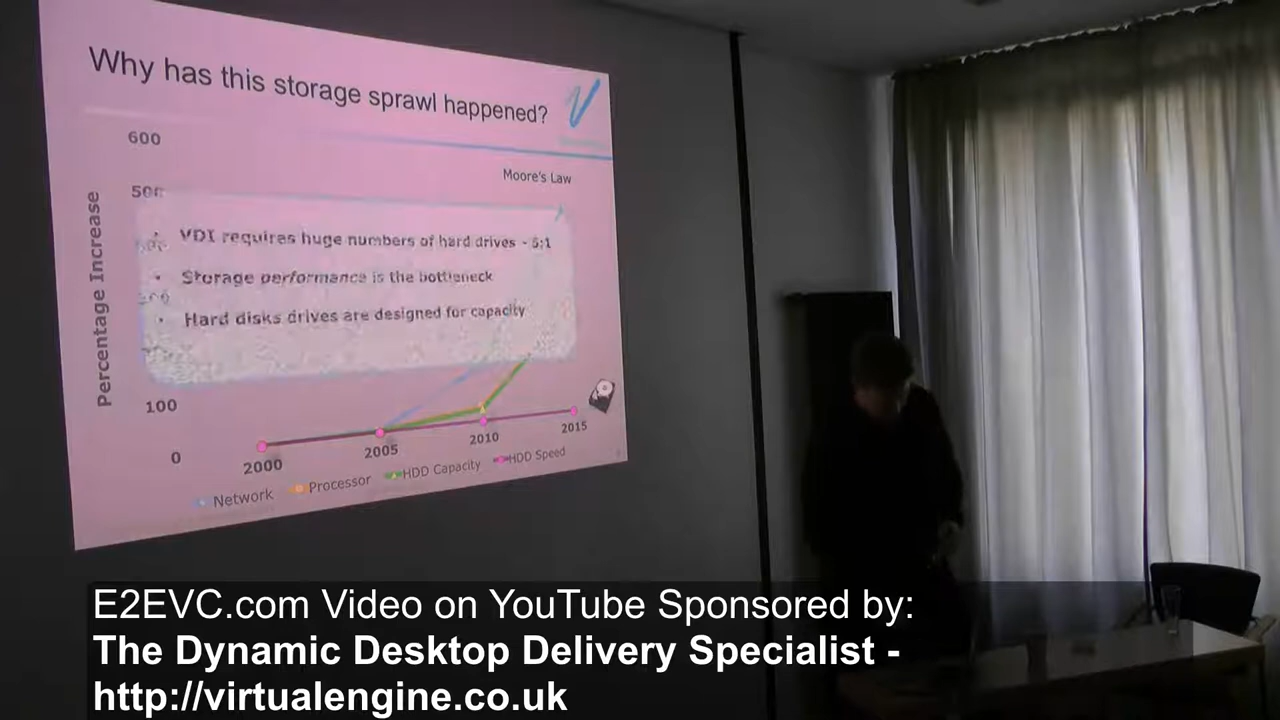 Why has this storage sprawl happened?
600
Moore's Law
500
Percentage Increase
• VDI requires huge numbers of hard drives - 5:1
• Storage performance is the bottleneck
• Hard disks drives are designed for capacity
100
0
2000
2005
2010
2015
Network
Processor
HDD Capacity
HDD Speed
E2EVC.com Video on YouTube Sponsored by:
The Dynamic Desktop Delivery Specialist -
http://virtualengine.co.uk